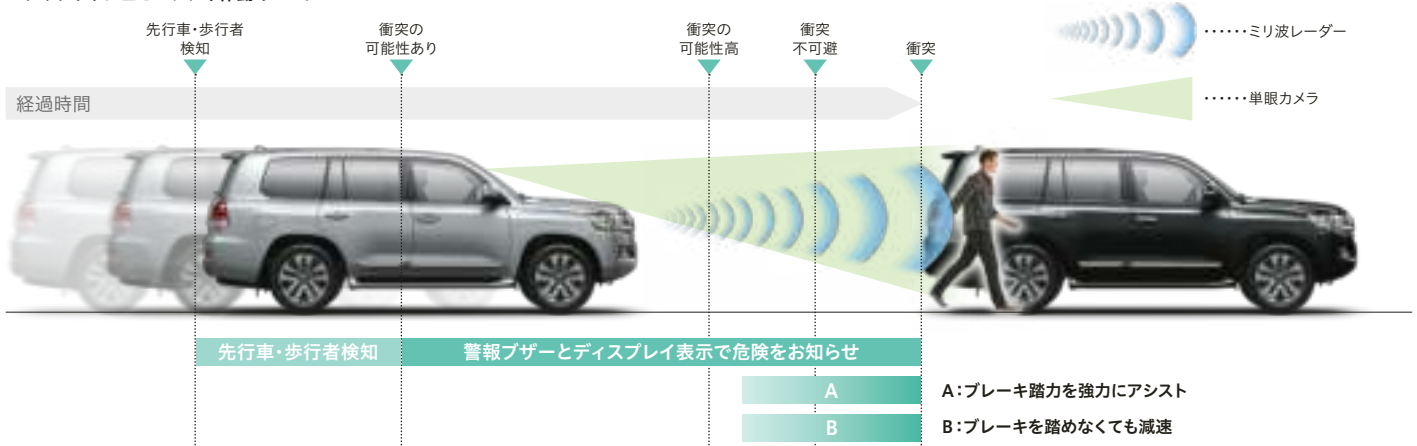 先行車・歩行者
検知
衝突の
可能性あり
衝突の
可能性高
衝突
不可避
衝突
······ミリ波レーダー
経過時間
······単眼カメラ
先行車・歩行者検知
警報ブザーとディスプレイ表示で危険をお知らせ
A
A:ブレーキ踏力を強力にアシスト
B
B:ブレーキを踏めなくても減速